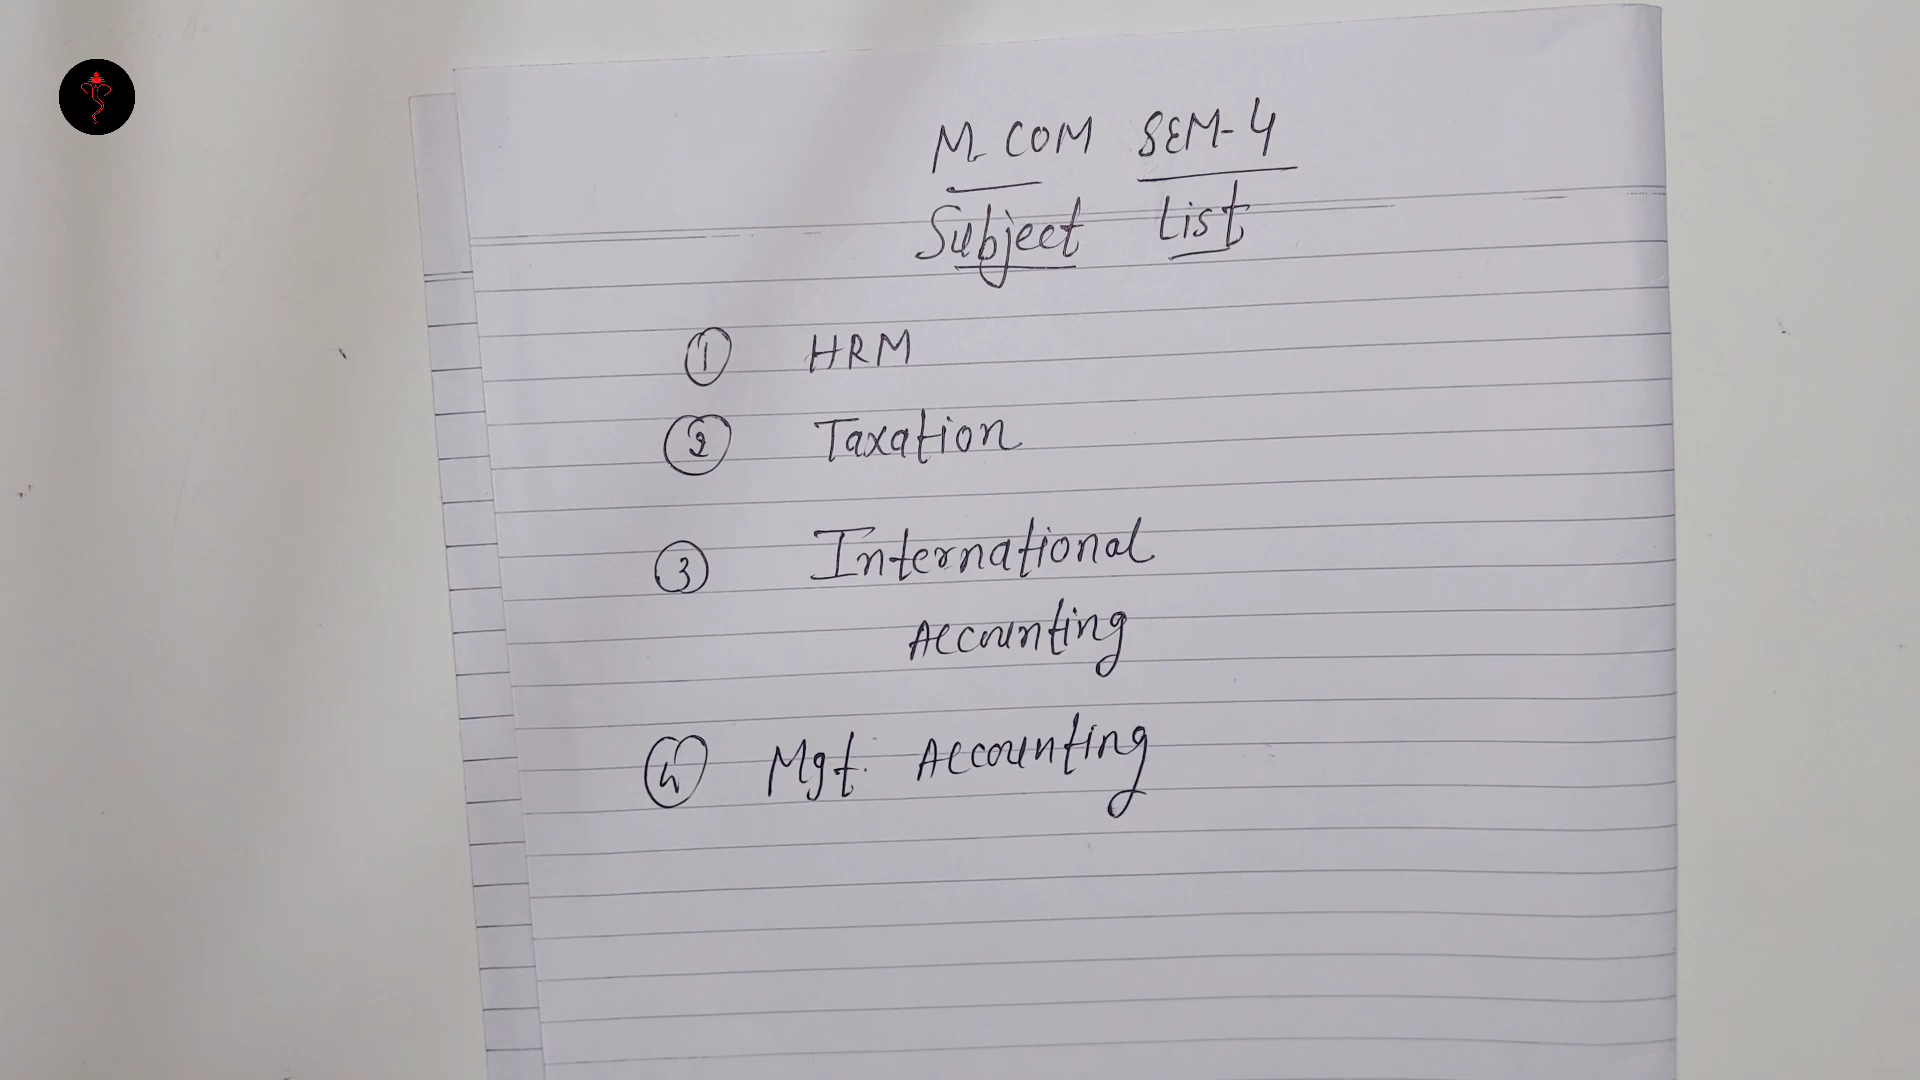 M.COM SEM-4
Subject List
① HRM
② Taxation
③ International
Accounting
④ Mgt. Accounting